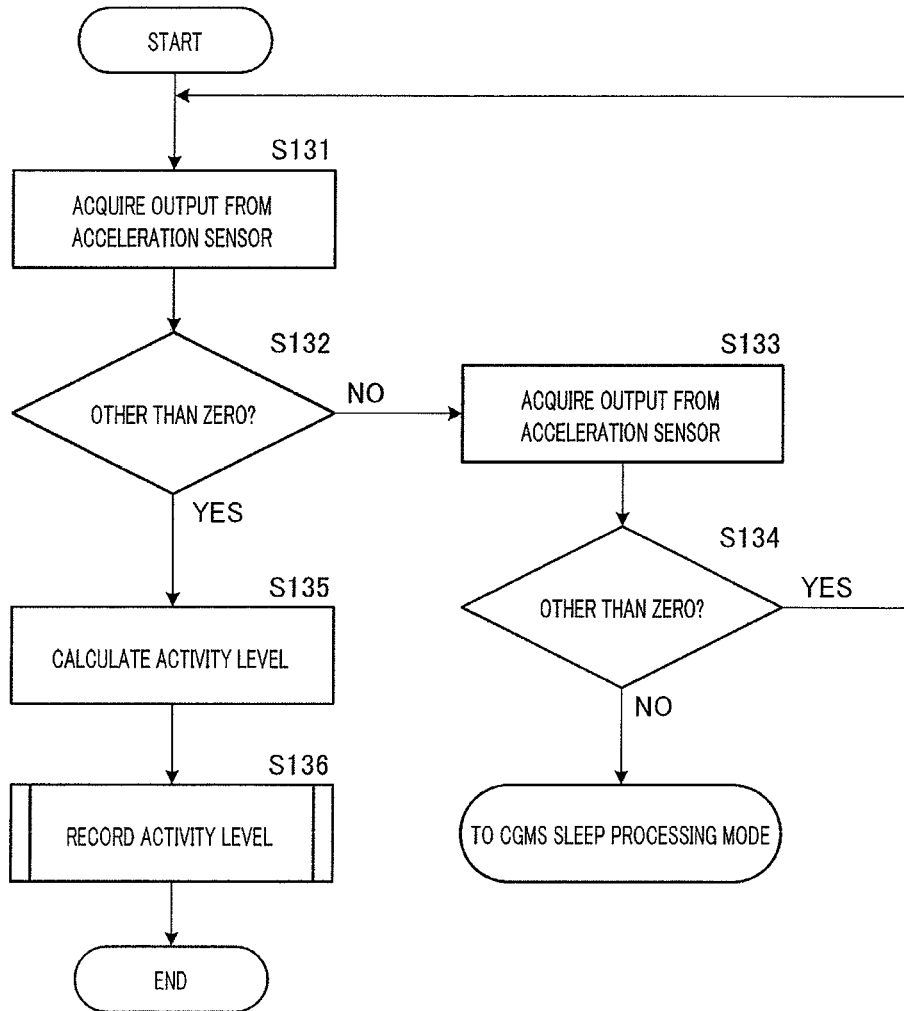 START
S131
ACQUIRE OUTPUT FROM
ACCELERATION SENSOR
S132
OTHER THAN ZERO?
NO
YES
S133
ACQUIRE OUTPUT FROM
ACCELERATION SENSOR
S134
OTHER THAN ZERO?
YES
NO
S135
CALCULATE ACTIVITY LEVEL
S136
RECORD ACTIVITY LEVEL
TO CGMS SLEEP PROCESSING MODE
END